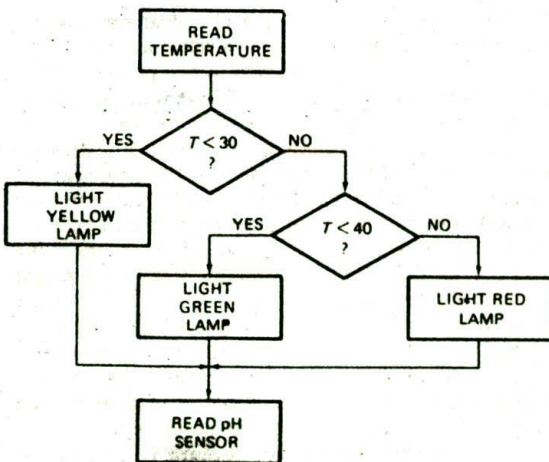 READ
TEMPERATURE
YES
T < 30
?
NO
LIGHT
YELLOW
LAMP
YES
T < 40
?
NO
LIGHT
GREEN
LAMP
LIGHT RED
LAMP
READ pH
SENSOR